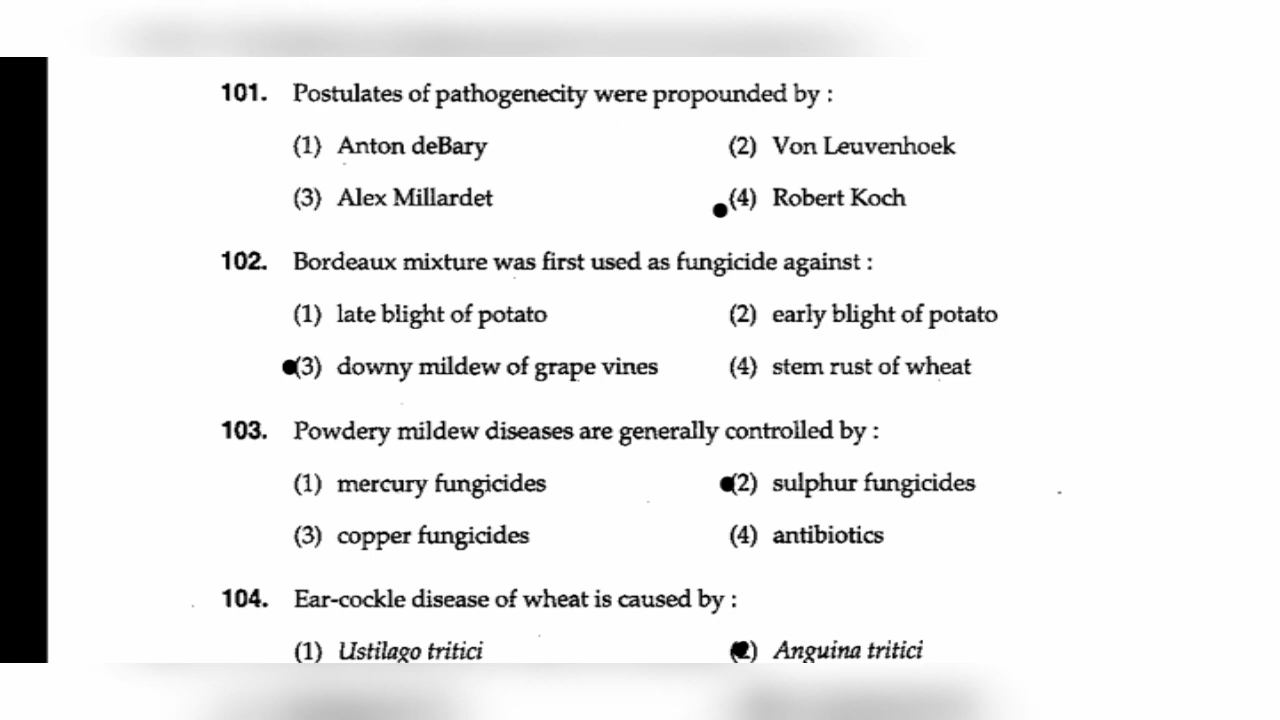 101. Postulates of pathogenecity were propounded by :
(1) Anton deBary (2) Von Leuvenhoek
(3) Alex Millardet (4) Robert Koch
102. Bordeaux mixture was first used as fungicide against :
(1) late blight of potato (2) early blight of potato
(3) downy mildew of grape vines (4) stem rust of wheat
103. Powdery mildew diseases are generally controlled by :
(1) mercury fungicides (2) sulphur fungicides
(3) copper fungicides (4) antibiotics
104. Ear-cockle disease of wheat is caused by :
(1) Ustilago tritici (2) Anguina tritici